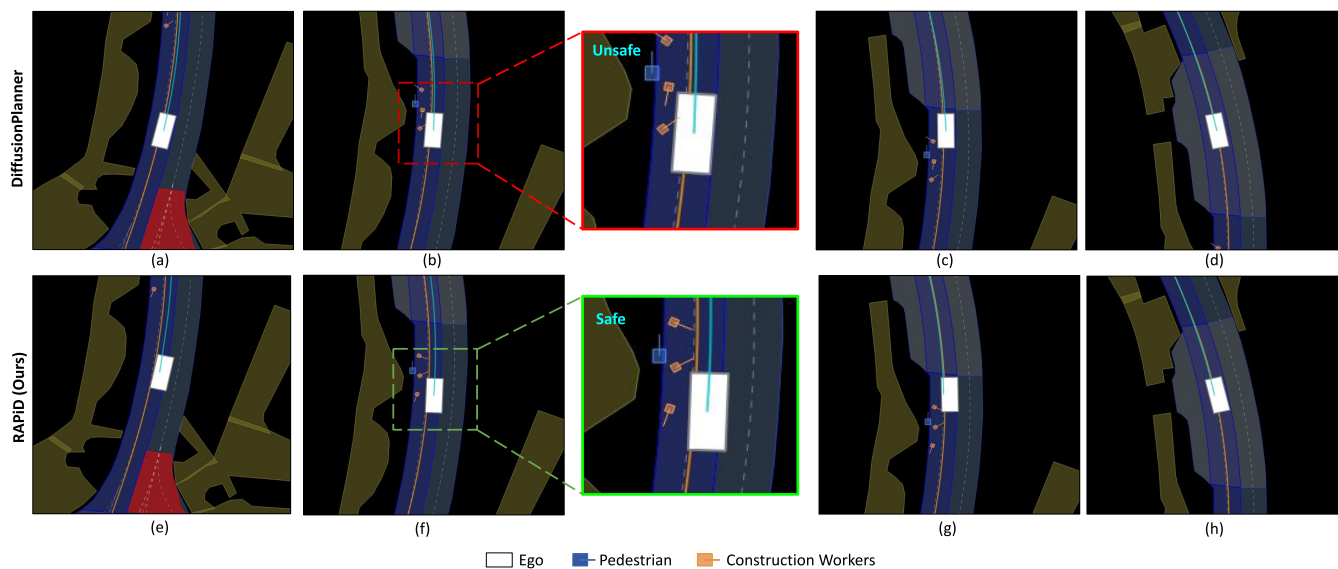 DiffusionPlanner
Unsafe
(a)
(b)
(c)
(d)
RAPiD (Ours)
Safe
(e)
(f)
(g)
(h)
Ego
Pedestrian
Construction Workers